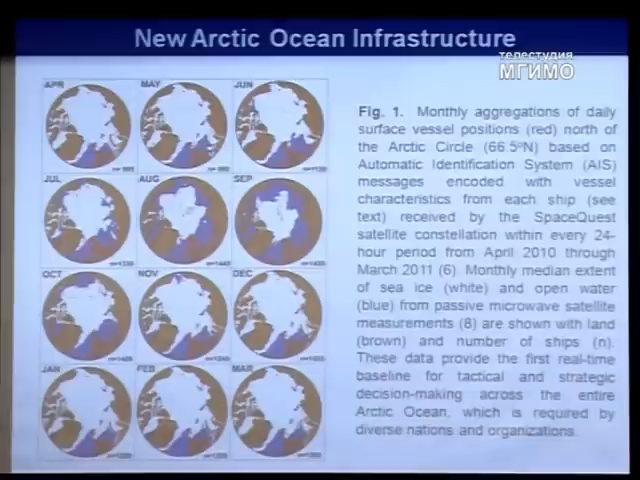 New Arctic Ocean Infrastructure
телестудия
МГИМО
APR
MAY
JUN
JUL
AUG
SEP
OCT
NOV
DEC
JAN
FEB
MAR
Fig. 1. Monthly aggregations of daily
surface vessel positions (red) north of
the Arctic Circle (66.5ºN) based on
Automatic Identification System (AIS)
messages encoded with vessel
characteristics from each ship (see
text) received by the SpaceQuest
satellite constellation within every 24-
hour period from April 2010 through
March 2011 (6). Monthly median extent
of sea ice (white) and open water
(blue) from passive microwave satellite
measurements (8) are shown with land
(brown) and number of ships (n).
These data provide the first real-time
baseline for tactical and strategic
decision-making across the entire
Arctic Ocean, which is required by
diverse nations and organizations.